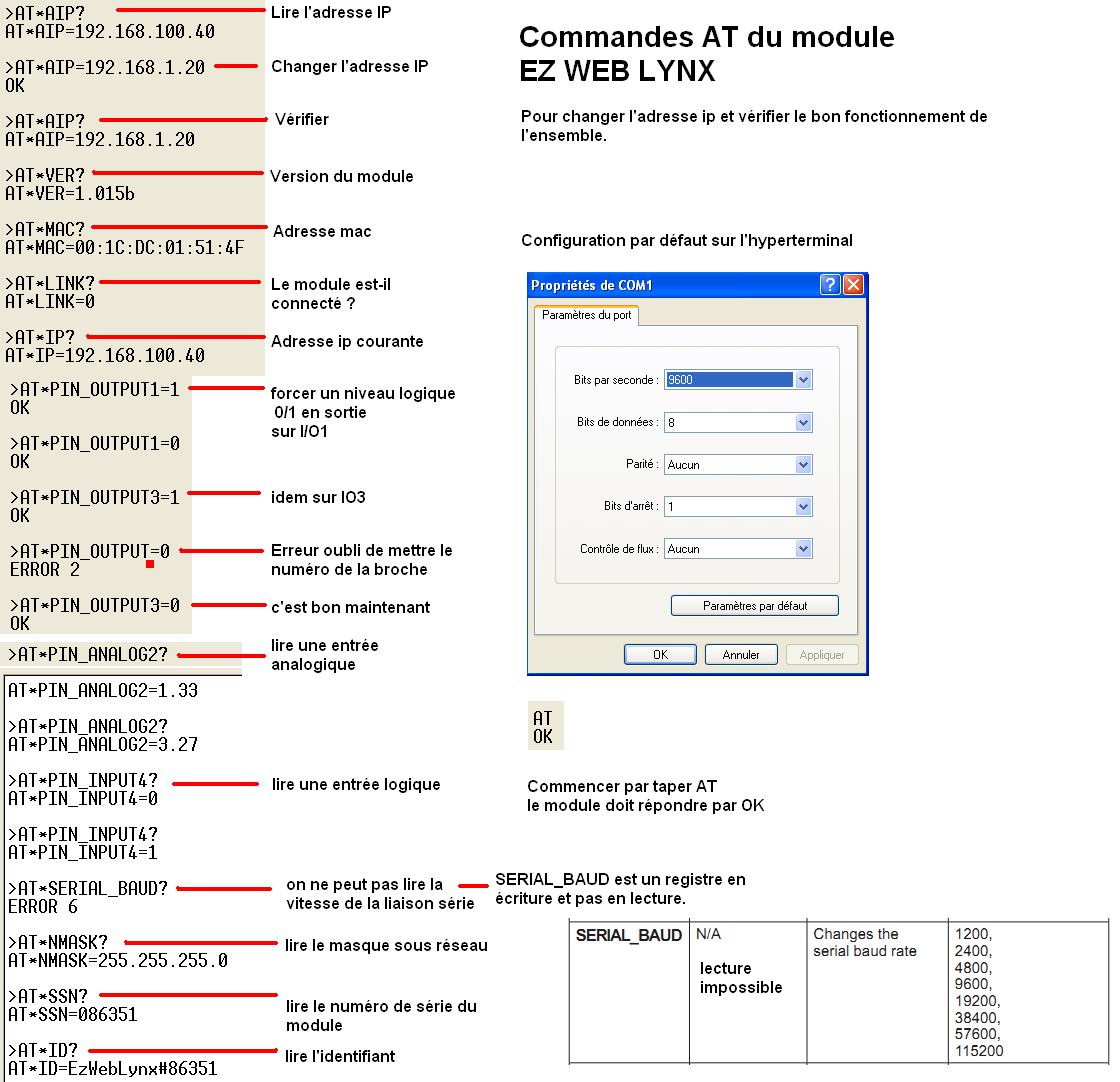 >AT*AIP?
Lire l'adresse IP
AT*AIP=192.168.100.40
>AT*AIP=192.168.1.20
Changer l'adresse IP
OK
>AT*AIP?
Vérifier
AT*AIP=192.168.1.20
>AT*VER?
Version du module
AT*VER=1.015b
>AT*MAC?
Adresse mac
AT*MAC=00:1C:DC:01:51:4F
>AT*LINK?
AT*LINK=0
Le module est-il
connecté ?
>AT*IP?
Adresse ip courante
AT*IP=192.168.100.40
>AT*PIN_OUTPUT1=1
OK
forcer un niveau logique
0/1 en sortie
sur I/O1
>AT*PIN_OUTPUT1=0
OK
>AT*PIN_OUTPUT3=1
idem sur IO3
OK
>AT*PIN_OUTPUT=0
ERROR 2
Erreur oubli de mettre le
numéro de la broche
>AT*PIN_OUTPUT3=0
c'est bon maintenant
OK
>AT*PIN_ANALOG2?
lire une entrée
analogique
AT*PIN_ANALOG2=1.33
>AT*PIN_ANALOG2?
AT*PIN_ANALOG2=3.27
>AT*PIN_INPUT4?
lire une entrée logique
AT*PIN_INPUT4=0
>AT*PIN_INPUT4?
AT*PIN_INPUT4=1
>AT*SERIAL_BAUD?
ERROR 6
on ne peut pas lire la
vitesse de la liaison série
SERIAL_BAUD est un registre en
écriture et pas en lecture.
>AT*NMASK?
lire le masque sous réseau
AT*NMASK=255.255.255.0
>AT*SSN?
AT*SSN=086351
lire le numéro de série du
module
>AT*ID?
lire l'identifiant
AT*ID=EzWebLynx#86351
Commandes AT du module
EZ WEB LYNX
Pour changer l'adresse ip et vérifier le bon fonctionnement de
l'ensemble.
Configuration par défaut sur l'hyperterminal
Propriétés de COM1
?
Paramètres du port
Bits par seconde : 9600
Bits de données : 8
Parité : Aucun
Bits d'arrêt : 1
Contrôle de flux : Aucun
Paramètres par défaut
OK Annuler Appliquer
AT
OK
Commencer par taper AT
le module doit répondre par OK
SERIAL_BAUD
N/A
lecture
impossible
Changes the
serial baud rate
1200,
2400,
4800,
9600,
19200,
38400,
57600,
115200